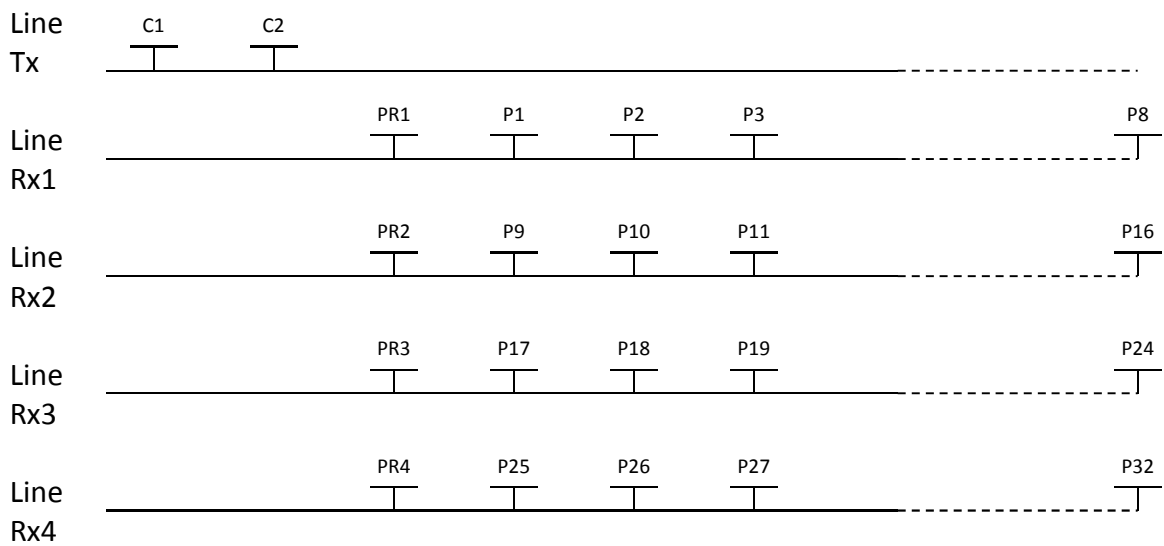 Line Tx
C1 C2
Line Rx1
PR1 P1 P2 P3 P8
Line Rx2
PR2 P9 P10 P11 P16
Line Rx3
PR3 P17 P18 P19 P24
Line Rx4
PR4 P25 P26 P27 P32